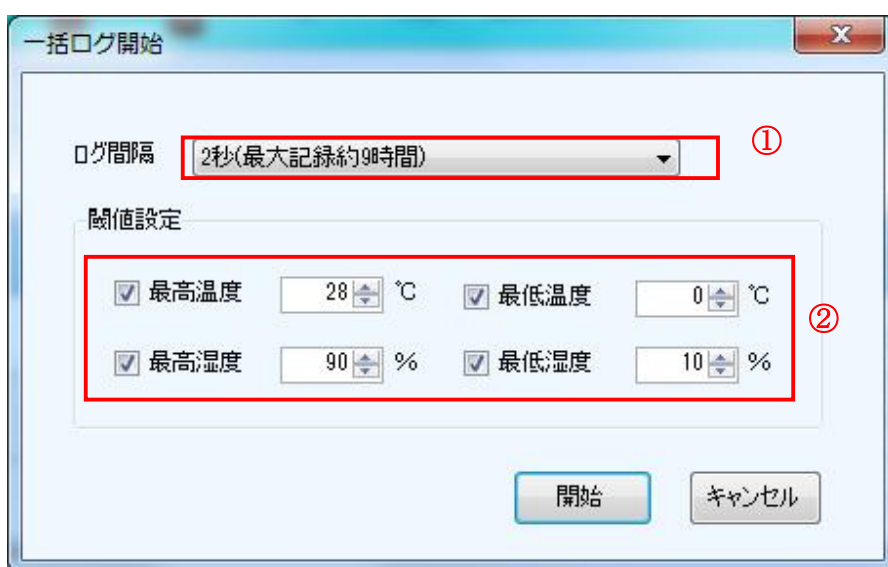 一括ログ開始
ログ間隔 2秒(最大記録約9時間) ①
閾値設定
最高温度 28 ℃ 最低温度 0 ℃ ②
最高湿度 90 % 最低湿度 10 %
開始 キャンセル